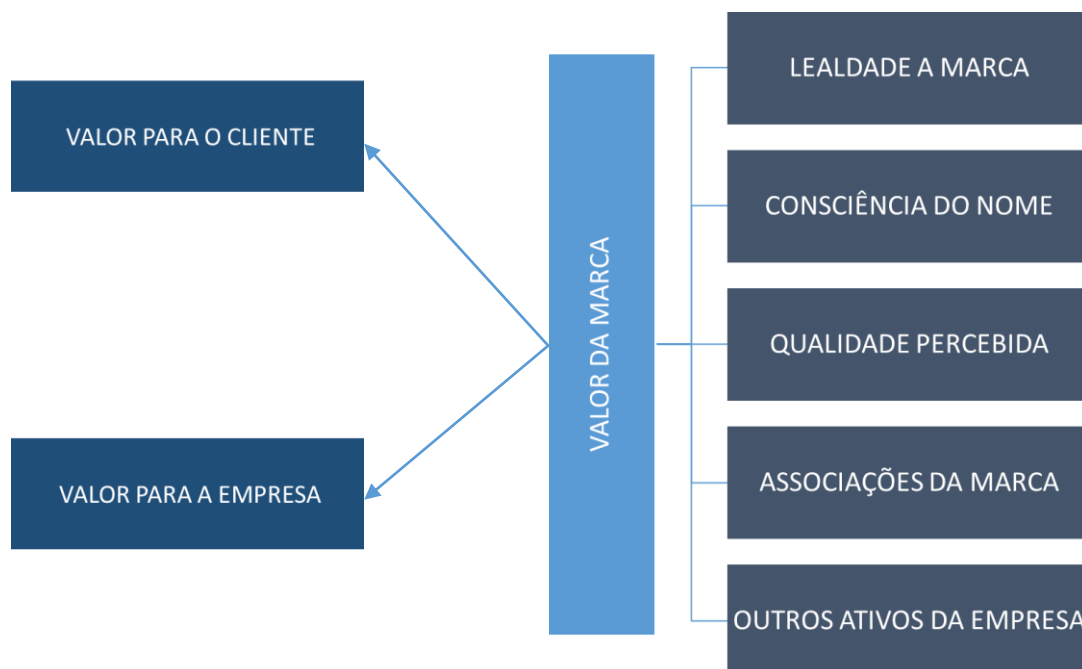 VALOR PARA O CLIENTE
VALOR PARA A EMPRESA
VALOR DA MARCA
LEALDADE A MARCA
CONSCIÊNCIA DO NOME
QUALIDADE PERCEBIDA
ASSOCIAÇÕES DA MARCA
OUTROS ATIVOS DA EMPRESA